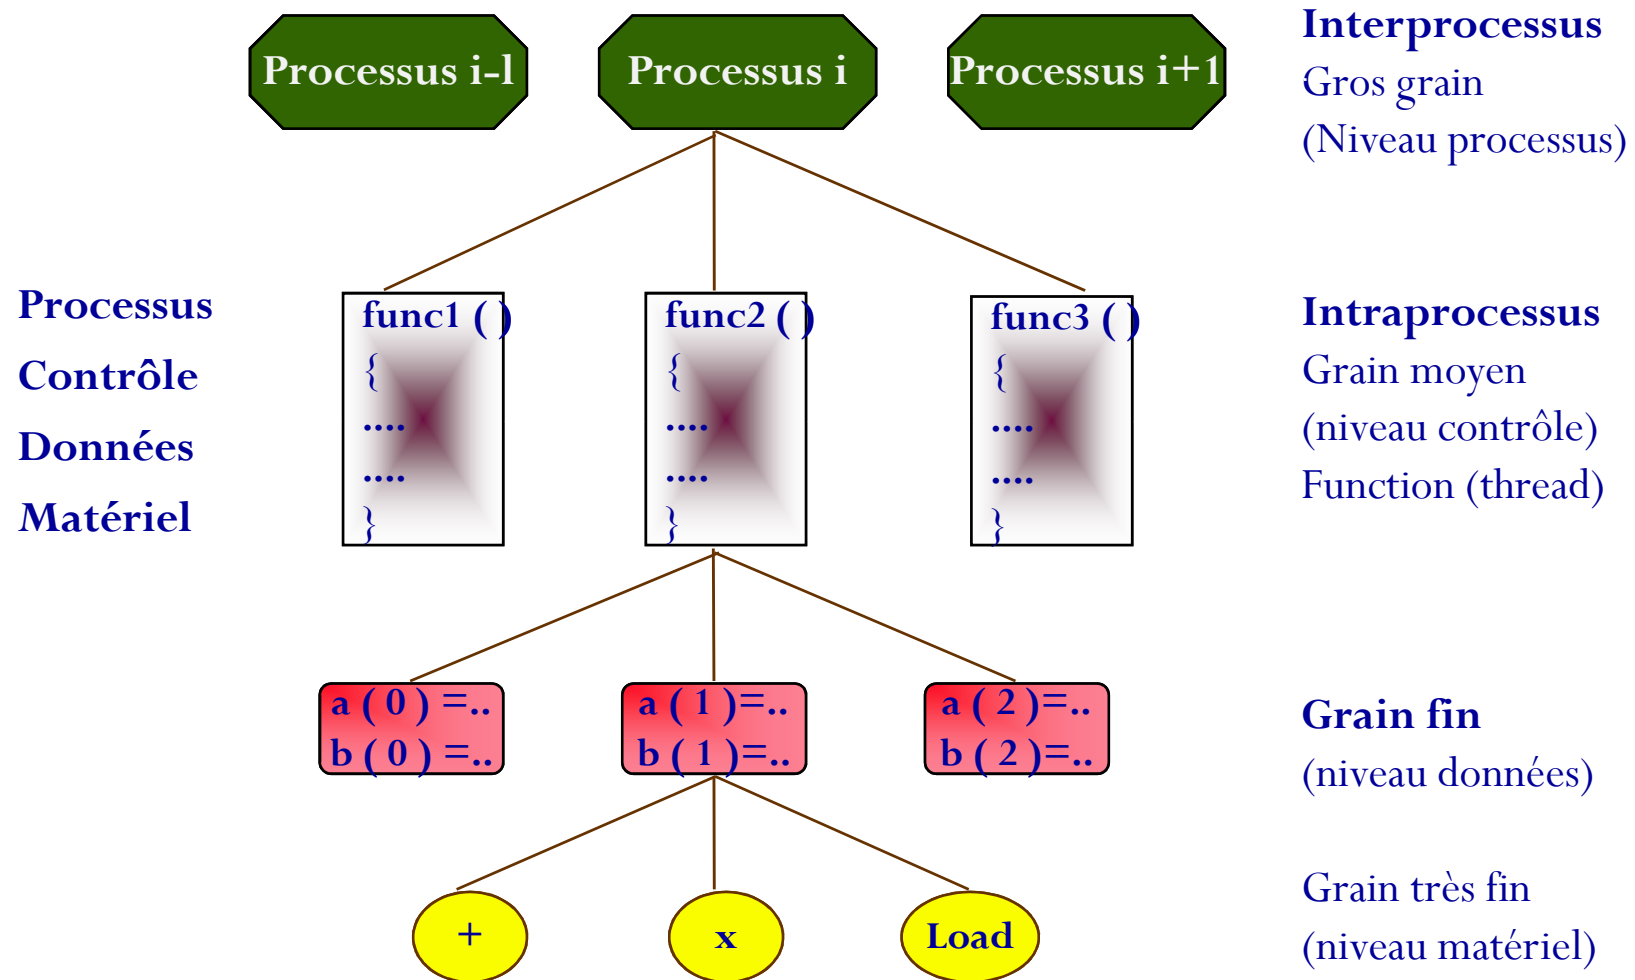 Processus i-l
Processus i
Processus i+1
Interprocessus
Gros grain
(Niveau processus)
Processus
Contrôle
Données
Matériel
func1 ( )
{
....
....
}
func2 ( )
{
....
....
}
func3 ( )
{
....
....
}
Intraprocessus
Grain moyen
(niveau contrôle)
Function (thread)
a ( 0 ) =..
b ( 0 ) =..
a ( 1 )=..
b ( 1 )=..
a ( 2 )=..
b ( 2 )=..
Grain fin
(niveau données)
+
x
Load
Grain très fin
(niveau matériel)